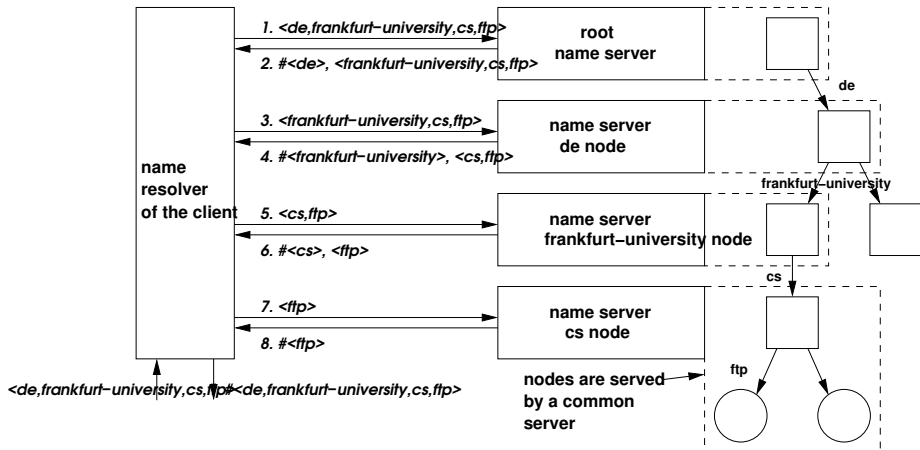 1. <de,frankfurt−university,cs,ftp>
2. #<de>, <frankfurt−university,cs,ftp>
root
name server
de
3. <frankfurt−university,cs,ftp>
4. #<frankfurt−university>, <cs,ftp>
name server
de node
name
resolver
of the client
frankfurt−university
5. <cs,ftp>
6. #<cs>, <ftp>
name server
frankfurt−university node
cs
7. <ftp>
8. #<ftp>
name server
cs node
<de,frankfurt−university,cs,ftp>
#<de,frankfurt−university,cs,ftp>
nodes are served
by a common
server
ftp